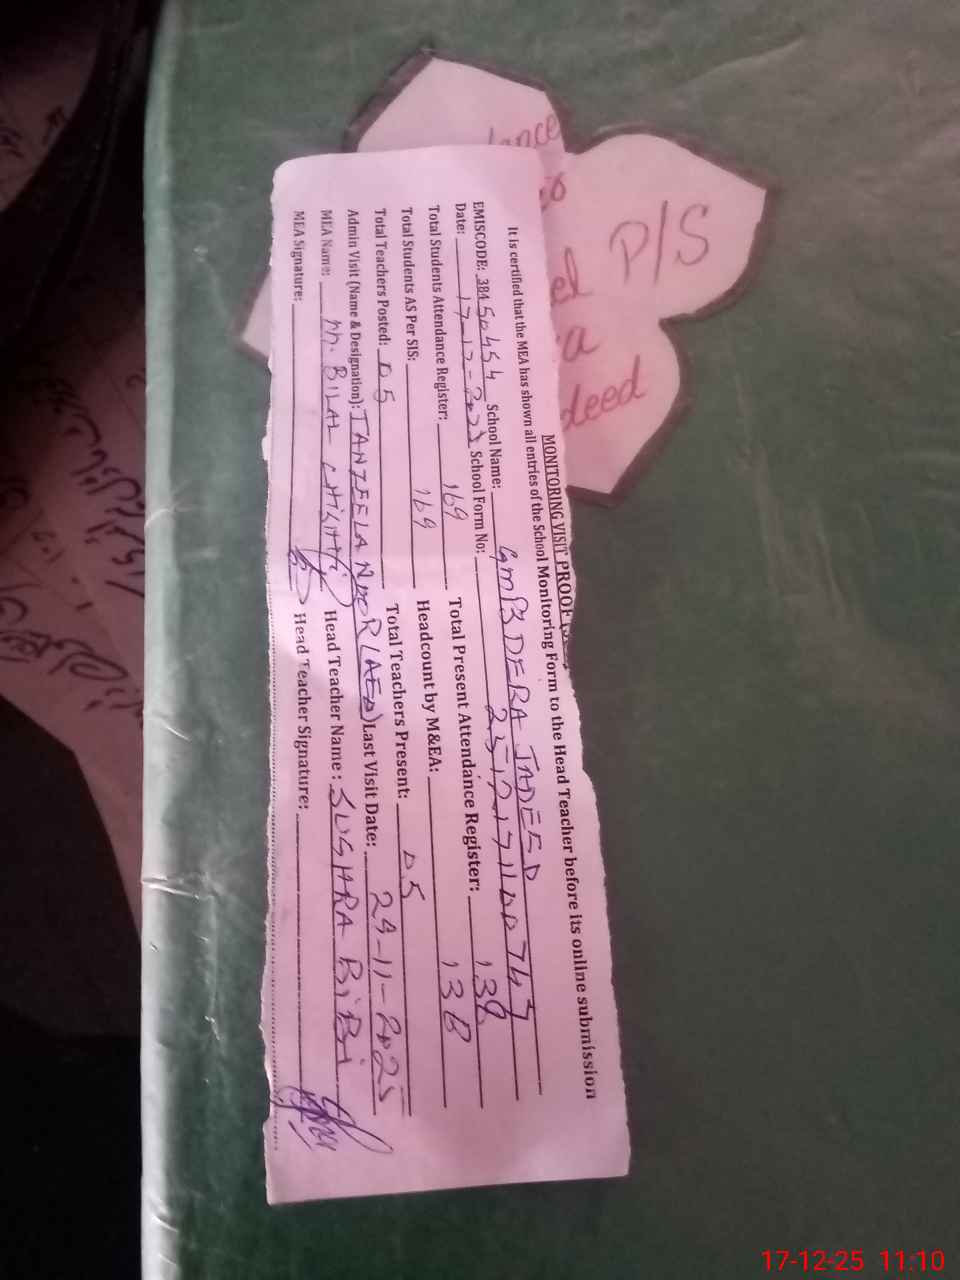 MONITORING VISIT PROOF
It is certified that the MEA has shown all entries of the School Monitoring Form to the Head Teacher before its online submission
EMISCODE: 38450454 School Name: GMPS DERA JADEED
Date: 17-12-2025 School Form No:
Total Students Attendance Register: 169 Total Present Attendance Register: 138
Total Students AS Per SIS: 169 Headcount by M&EA: 138
Total Teachers Posted: 05 Total Teachers Present: 05
Admin Visit (Name & Designation): TANZEELA NOOR (AEO) Last Visit Date: 29-11-2025
MEA Name: M. BILAL CHISHTI Head Teacher Name: SUGHRA BiBi
MEA Signature: Head Teacher Signature:
P/S
deed
17-12-25 11:10